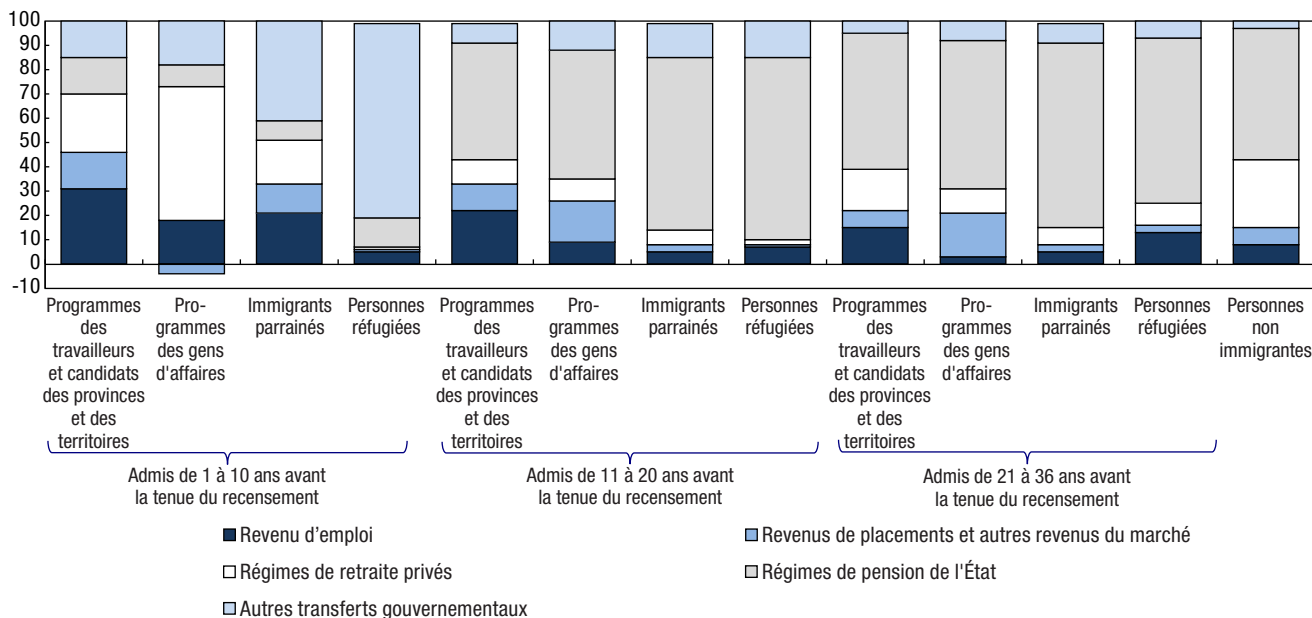 100
90
80
70
60
50
40
30
20
10
0
-10
Programmes
des
travailleurs
et candidats
des provinces
et des
territoires
Pro-
grammes
des gens
d'affaires
Immigrants
parrainés
Personnes
réfugiées
Programmes
des
travailleurs
et candidats
des provinces
et des
territoires
Pro-
grammes
des gens
d'affaires
Immigrants
parrainés
Personnes
réfugiées
Programmes
des
travailleurs
et candidats
des provinces
et des
territoires
Pro-
grammes
des gens
d'affaires
Immigrants
parrainés
Personnes
réfugiées
Personnes
non
immigrantes
Admis de 1 à 10 ans avant
la tenue du recensement
Admis de 11 à 20 ans avant
la tenue du recensement
Admis de 21 à 36 ans avant
la tenue du recensement
Revenu d’emploi
Revenus de placements et autres revenus du marché
Régimes de retraite privés
Régimes de pension de l'État
Autres transferts gouvernementaux